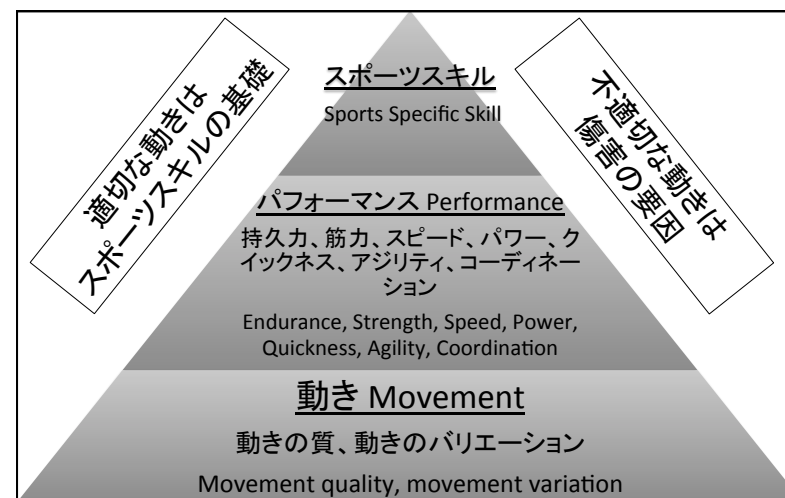 適切な動きは
スポーツスキルの基礎
不適切な動きは
傷害の要因
スポーツスキル
Sports Specific Skill
パフォーマンス Performance
持久力、筋力、スピード、パワー、ク
イックネス、アジリティ、コーディネー
ション
Endurance, Strength, Speed, Power,
Quickness, Agility, Coordination
動き Movement
動きの質、動きのバリエーション
Movement quality, movement variation